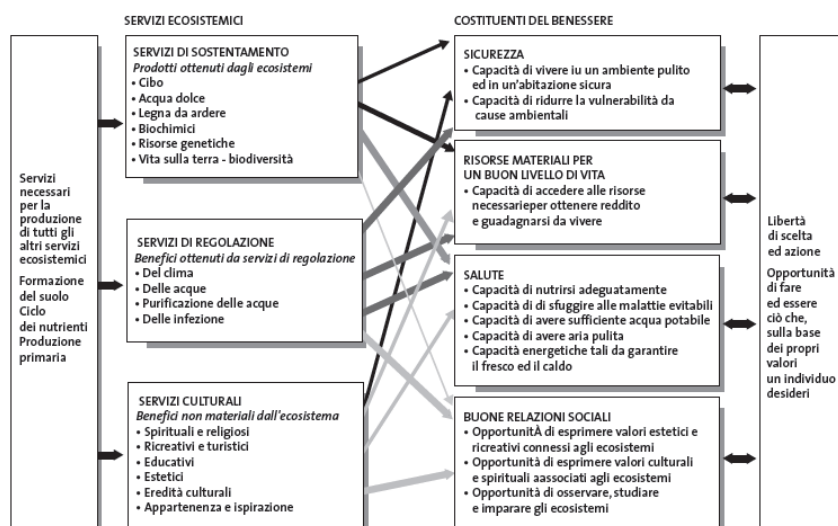 SERVIZI ECOSISTEMICI
COSTITUENTI DEL BENESSERE
Servizi
necessari
per la
produzione
di tutti gli
altri servizi
ecosistemici
Formazione
del suolo
Ciclo
dei nutrienti
Produzione
primaria
SERVIZI DI SOSTENTAMENTO
Prodotti ottenuti dagli ecosistemi
• Cibo
• Acqua dolce
• Legna da ardere
• Biochimici
• Risorse genetiche
• Vita sulla terra - biodiversità
SERVIZI DI REGOLAZIONE
Benefici ottenuti da servizi di regolazione
• Del clima
• Delle acque
• Purificazione delle acque
• Delle infezione
SERVIZI CULTURALI
Benefici non materiali dall'ecosistema
• Spirituali e religiosi
• Ricreativi e turistici
• Educativi
• Estetici
• Eredità culturali
• Appartenenza e ispirazione
SICUREZZA
• Capacità di vivere iu un ambiente pulito
ed in un'abitazione sicura
• Capacità di ridurre la vulnerabilità da
cause ambientali
RISORSE MATERIALI PER
UN BUON LIVELLO DI VITA
• Capacità di accedere alle risorse
necessarieper ottenere reddito
e guadagnarsi da vivere
SALUTE
• Capacità di nutrirsi adeguatamente
• Capacità di di sfuggire alle malattie evitabili
• Capacità di avere sufficiente acqua potabile
• Capacità di avere aria pulita
• Capacità energetiche tali da garantire
il fresco ed il caldo
BUONE RELAZIONI SOCIALI
• OpportunitÀ di esprimere valori estetici e
ricreativi connessi agli ecosistemi
• Opportunità di esprimere valori culturali
e spirituali aassociati agli ecosistemi
• Opportunità di osservare, studiare
e imparare gli ecosistemi
Libertà
di scelta
ed azione
Opportunità
di fare
ed essere
ciò che,
sulla base
dei propri
valori
un individuo
desideri